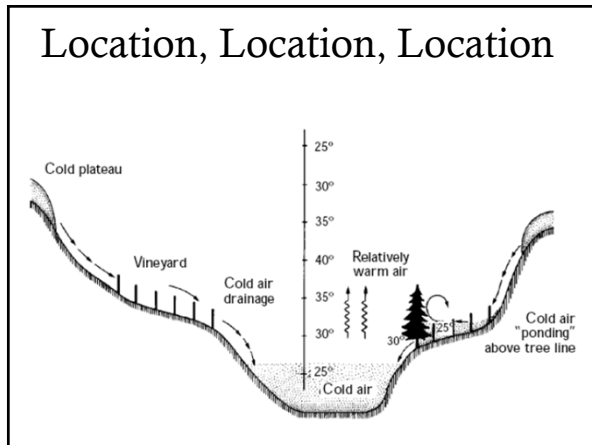 Location, Location, Location
25°
Cold plateau
30°
35°
Vineyard
Relatively
warm air
40°
Cold air
drainage
35°
Cold air
"ponding"
above tree line
25°
30°
30°
25°
Cold air